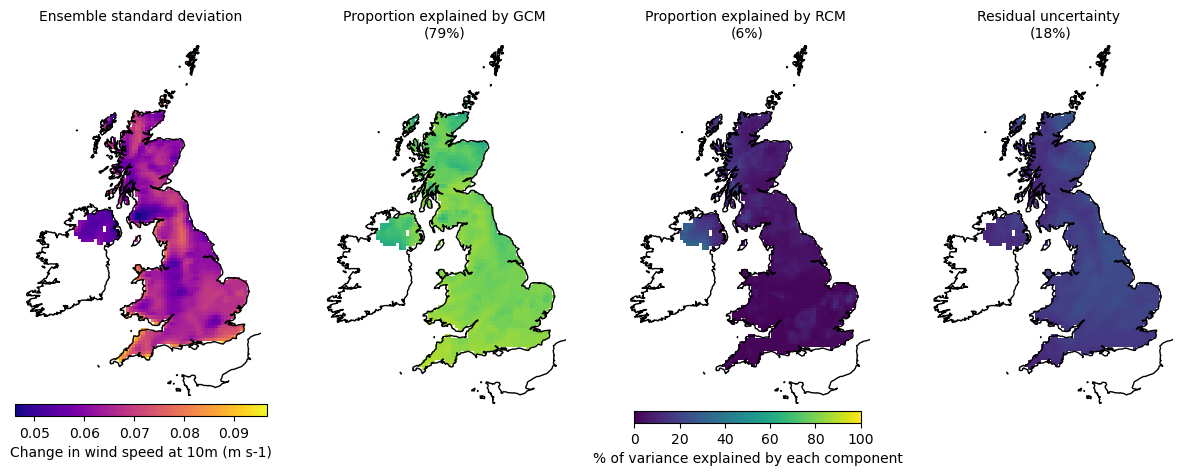 Ensemble standard deviation
Proportion explained by GCM
(79%)
Proportion explained by RCM
(6%)
Residual uncertainty
(18%)
0.05 0.06 0.07 0.08 0.09
Change in wind speed at 10m (m s-1)
0 20 40 60 80 100
% of variance explained by each component